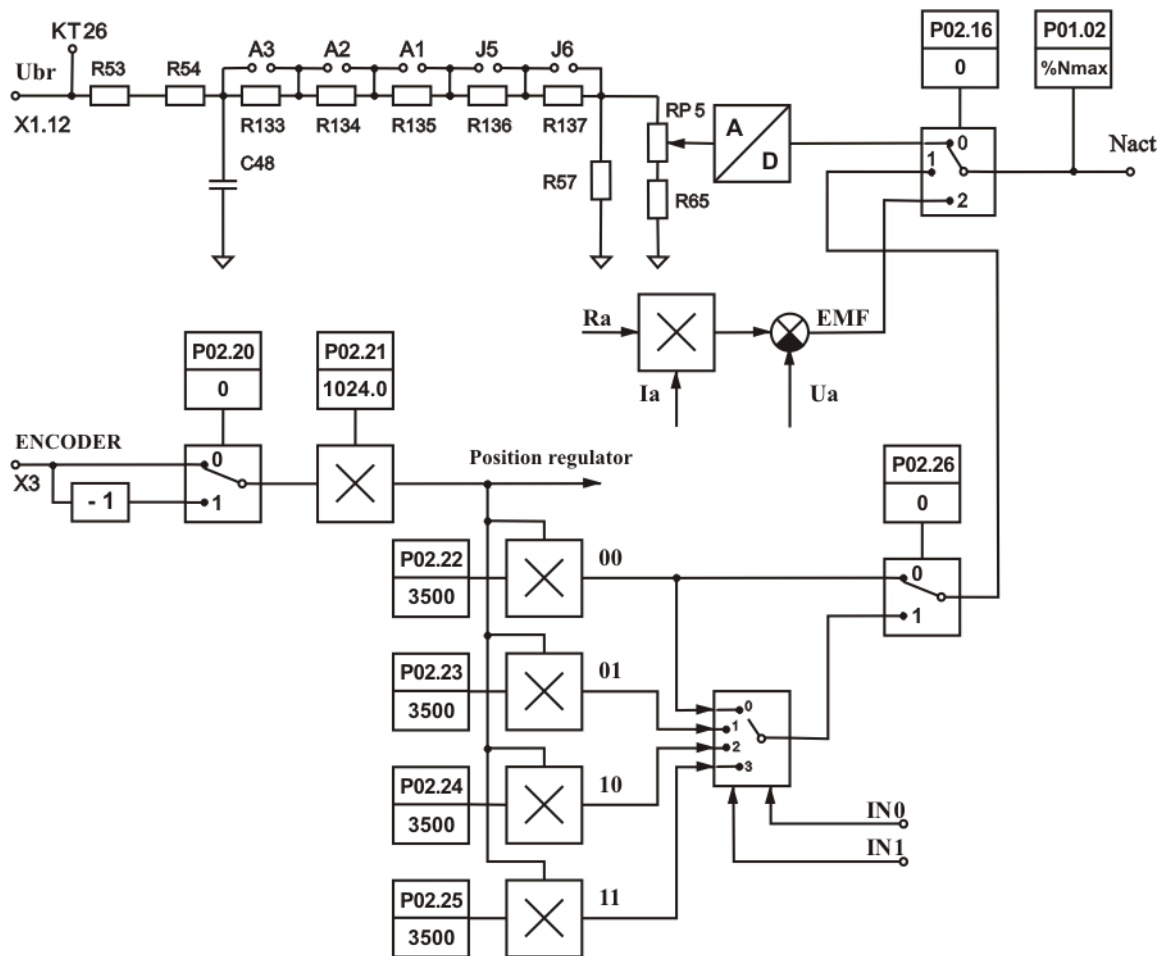 KT26
P02.16
P01.02
Ubr
R53
R54
A3
A2
A1
J5
J6
0
%Nmax
X1.12
R133
R134
R135
R136
R137
RP 5
A
D
0
1
2
Nact
C48
R57
R65
Ra
EMF
Ia
Ua
P02.20
P02.21
0
1024.0
ENCODER
X3
- 1
0
1
Position regulator
P02.26
0
P02.22
3500
00
0
1
P02.23
3500
01
0
1
2
3
P02.24
3500
10
IN0
IN1
P02.25
3500
11